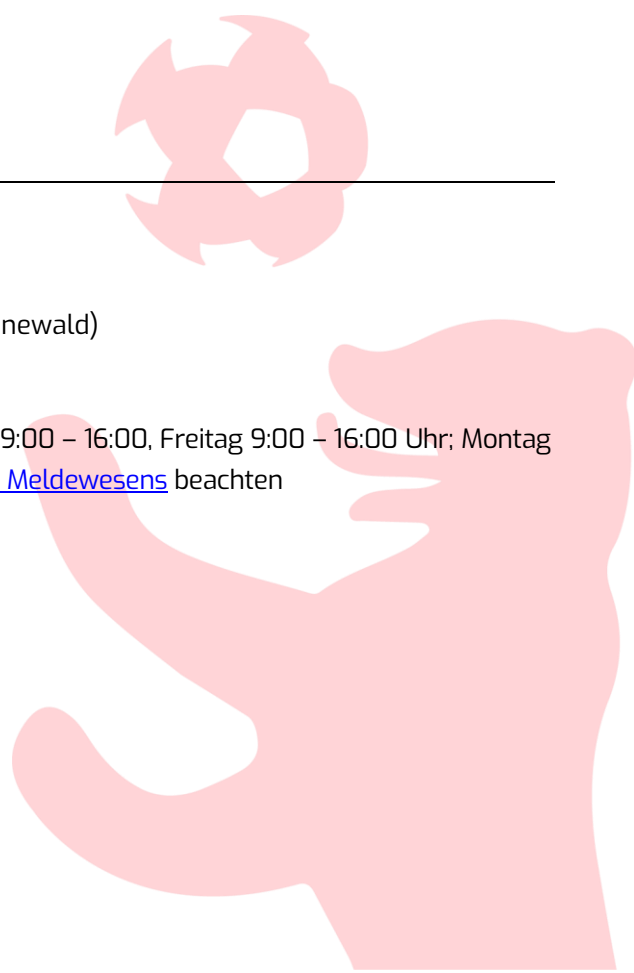 newald)
9:00 – 16:00, Freitag 9:00 – 16:00 Uhr; Montag
Meldewesens beachten